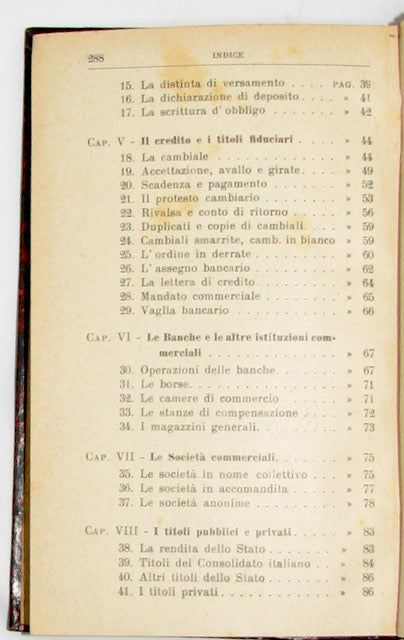 288 INDICE
15. La distinta di versamento . . . . PAG. 39
16. La dichiarazione di deposito . . . . » 41
17. La scrittura d'obbligo . . . . » 42
CAP. V - Il credito e i titoli fiduciari . . . . » 44
18. La cambiale . . . . » 44
19. Accettazione, avallo e girate . . . . » 49
20. Scadenza e pagamento . . . . » 52
21. Il protesto cambiario . . . . » 53
22. Rivalsa e conto di ritorno . . . . » 56
23. Duplicati e copie di cambiali . . . . » 59
24. Cambiali smarrite, camb. in bianco » 59
25. L'ordine in derrate . . . . » 60
26. L'assegno bancario . . . . » 62
27. La lettera di credito . . . . » 64
28. Mandato commerciale . . . . » 65
29. Vaglia bancario . . . . » 66
CAP. VI - Le Banche e le altre istituzioni com-
merciali . . . . » 67
30. Operazioni delle banche . . . . » 67
31. Le borse . . . . » 71
32. Le camere di commercio . . . . » 71
33. Le stanze di compensazione . . . . » 72
34. I magazzini generali . . . . » 73
CAP. VII - Le Società commerciali . . . . » 75
35. Le società in nome collettivo . . . . » 75
36. Le società in accomandita . . . . » 77
37. Le società anonime . . . . » 78
CAP. VIII - I titoli pubblici e privati . . . . » 83
38. La rendita dello Stato . . . . » 83
39. Titoli del Consolidato italiano . . . . » 84
40. Altri titoli dello Stato . . . . » 86
41. I titoli privati . . . . » 86